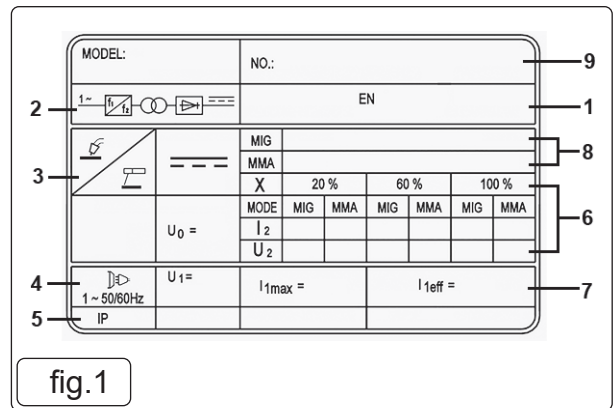 MODEL: NO.: 9
2 1~ f1 f2 EN 1
3 MIG 8
MMA
X 20 % 60 % 100 % 6
MODE MIG MMA MIG MMA MIG MMA
U0 = I2
U2
4 1 ~ 50/60Hz U1= I1max = I1eff = 7
5 IP
fig.1